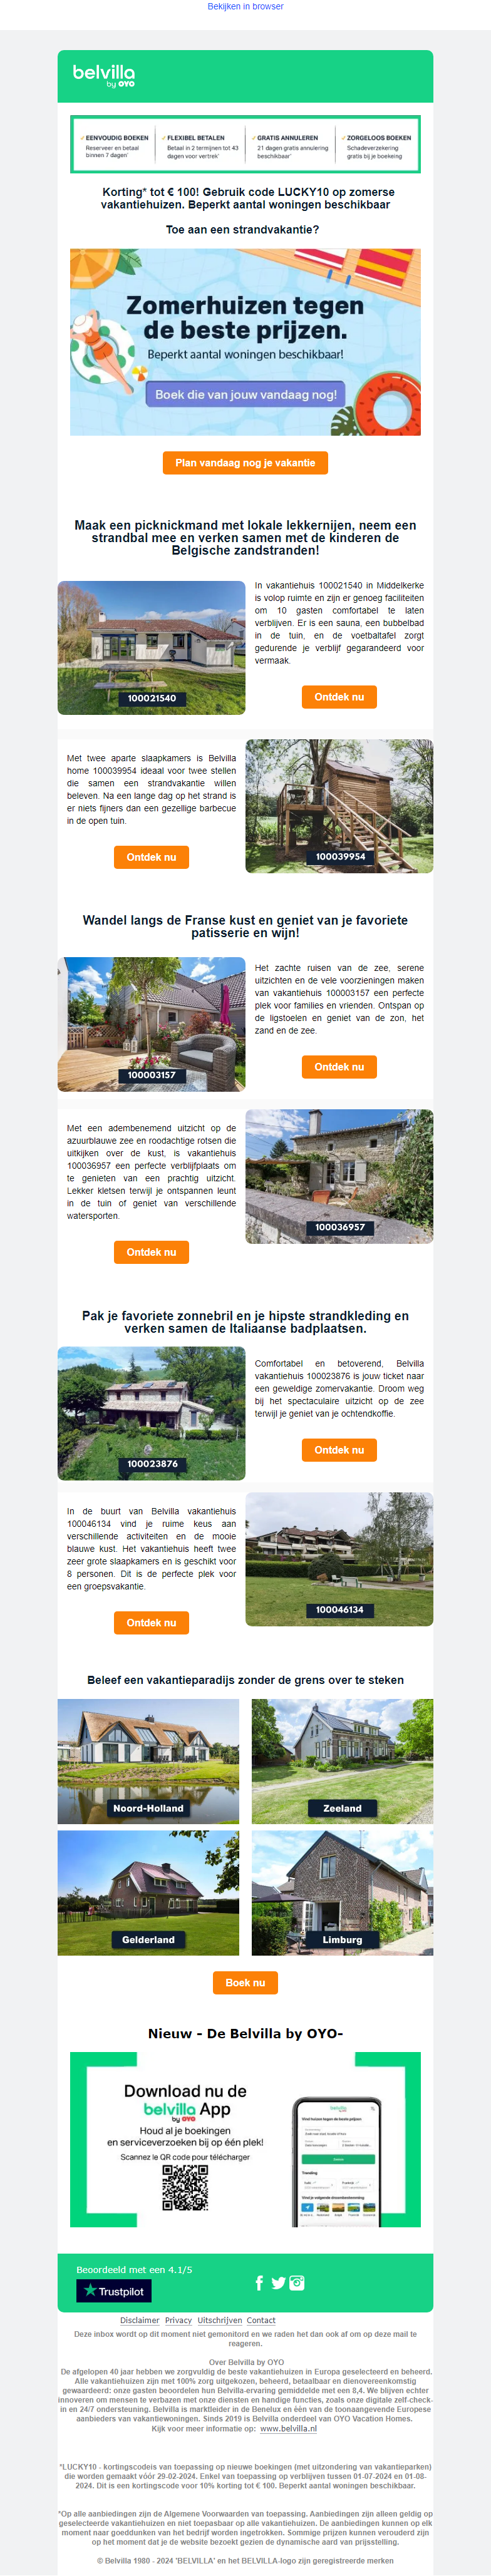 Bekijken in browser
belvilla
by OYO
✓ EENVOUDIG BOEKEN
Reserveer en betaal
binnen 7 dagen*
✓ FLEXIBEL BETALEN
Betaal in 2 termijnen tot 43
dagen voor vertrek*
✓ GRATIS ANNULEREN
21 dagen gratis annulering
beschikbaar*
✓ ZORGELOOS BOEKEN
Schadeverzekering
gratis bij je boekeing
Korting* tot € 100! Gebruik code LUCKY10 op zomerse
vakantiehuizen. Beperkt aantal woningen beschikbaar
Toe aan een strandvakantie?
Zomerhuizen tegen
de beste prijzen.
Beperkt aantal woningen beschikbaar!
Boek die van jouw vandaag nog!
Plan vandaag nog je vakantie
Maak een picknickmand met lokale lekkernijen, neem een
strandbal mee en verken samen met de kinderen de
Belgische zandstranden!
100021540
In vakantiehuis 100021540 in Middelkerke
is volop ruimte en zijn er genoeg faciliteiten
om 10 gasten comfortabel te laten
verblijven. Er is een sauna, een bubbelbad
in de tuin, en de voetbaltafel zorgt
gedurende je verblijf gegarandeerd voor
vermaak.
Ontdek nu
Met twee aparte slaapkamers is Belvilla
home 100039954 ideaal voor twee stellen
die samen een strandvakantie willen
beleven. Na een lange dag op het strand is
er niets fijners dan een gezellige barbecue
in de open tuin.
Ontdek nu
100039954
Wandel langs de Franse kust en geniet van je favoriete
patisserie en wijn!
100003157
Het zachte ruisen van de zee, serene
uitzichten en de vele voorzieningen maken
van vakantiehuis 100003157 een perfecte
plek voor families en vrienden. Ontspan op
de ligstoelen en geniet van de zon, het
zand en de zee.
Ontdek nu
Met een adembenemend uitzicht op de
azuurblauwe zee en roodachtige rotsen die
uitkijken over de kust, is vakantiehuis
100036957 een perfecte verblijfplaats om
te genieten van een prachtig uitzicht.
Lekker kletsen terwijl je ontspannen leunt
in de tuin of geniet van verschillende
watersporten.
Ontdek nu
100036957
Pak je favoriete zonnebril en je hipste strandkleding en
verken samen de Italiaanse badplaatsen.
100023876
Comfortabel en betoverend, Belvilla
vakantiehuis 100023876 is jouw ticket naar
een geweldige zomervakantie. Droom weg
bij het spectaculaire uitzicht op de zee
terwijl je geniet van je ochtendkoffie.
Ontdek nu
In de buurt van Belvilla vakantiehuis
100046134 vind je ruime keus aan
verschillende activiteiten en de mooie
blauwe kust. Het vakantiehuis heeft twee
zeer grote slaapkamers en is geschikt voor
8 personen. Dit is de perfecte plek voor
een groepsvakantie.
Ontdek nu
100046134
Beleef een vakantieparadijs zonder de grens over te steken
Noord-Holland
Zeeland
Gelderland
Limburg
Boek nu
Nieuw - De Belvilla by OYO-
Download nu de
belvilla App
by OYO
Houd al je boekingen
en serviceverzoeken bij op één plek!
Scannez le QR code pour télécharger
belvilla
Vind huizen tegen de beste prijzen.
Zoeken
Trending
Vind je volgende droombestemming
Beoordeeld met een 4.1/5
Trustpilot
Disclaimer Privacy Uitschrijven Contact
Deze inbox wordt op dit moment niet gemonitord en we raden het dan ook af om op deze mail te
reageren.
Over Belvilla by OYO
De afgelopen 40 jaar hebben we zorgvuldig de beste vakantiehuizen in Europa geselecteerd en beheerd.
Alle vakantiehuizen zijn met 100% zorg uitgekozen, beheerd, betaalbaar en dienovereenkomstig
gewaardeerd: onze gasten beoordelen hun Belvilla-ervaring gemiddelde met een 8,4. We blijven echter
innoveren om mensen te verbazen met onze diensten en handige functies, zoals onze digitale zelf-check-
in en 24/7 ondersteuning. Belvilla is marktleider in de Benelux en één van de toonaangevende Europese
aanbieders van vakantiewoningen. Sinds 2019 is Belvilla onderdeel van OYO Vacation Homes.
Kijk voor meer informatie op: www.belvilla.nl
*LUCKY10 - kortingscodeis van toepassing op nieuwe boekingen (met uitzondering van vakantieparken)
die worden gemaakt vóór 29-02-2024. Enkel van toepassing op verblijven tussen 01-07-2024 en 01-08-
2024. Dit is een kortingscode voor 10% korting tot € 100. Beperkt aantal woningen beschikbaar.
*Op alle aanbiedingen zijn de Algemene Voorwaarden van toepassing. Aanbiedingen zijn alleen geldig op
geselecteerde vakantiehuizen en niet toepasbaar op alle vakantiehuizen. De aanbiedingen kunnen op elk
moment naar goeddunken van het bedrijf worden ingetrokken. Sommige prijzen kunnen verouderd zijn
op het moment dat je de website bezoekt gezien de dynamische aard van prijsstelling.
© Belvilla 1980 - 2024 'BELVILLA' en het BELVILLA-logo zijn geregistreerde merken